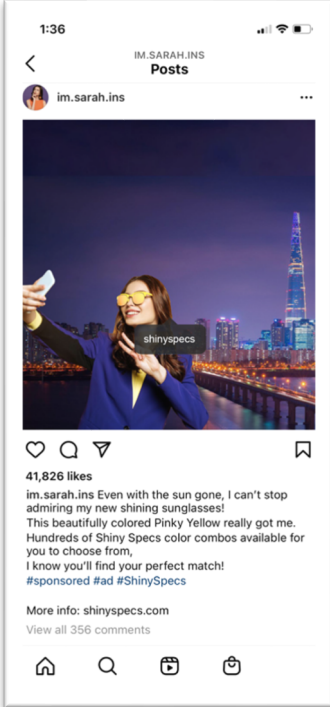 1:36
IM.SARAH.INS
Posts
im.sarah.ins
shinyspecs
41,826 likes
im.sarah.ins Even with the sun gone, I can't stop
admiring my new shining sunglasses!
This beautifully colored Pinky Yellow really got me.
Hundreds of Shiny Specs color combos available for
you to choose from,
I know you'll find your perfect match!
#sponsored #ad #ShinySpecs
More info: shinyspecs.com
View all 356 comments